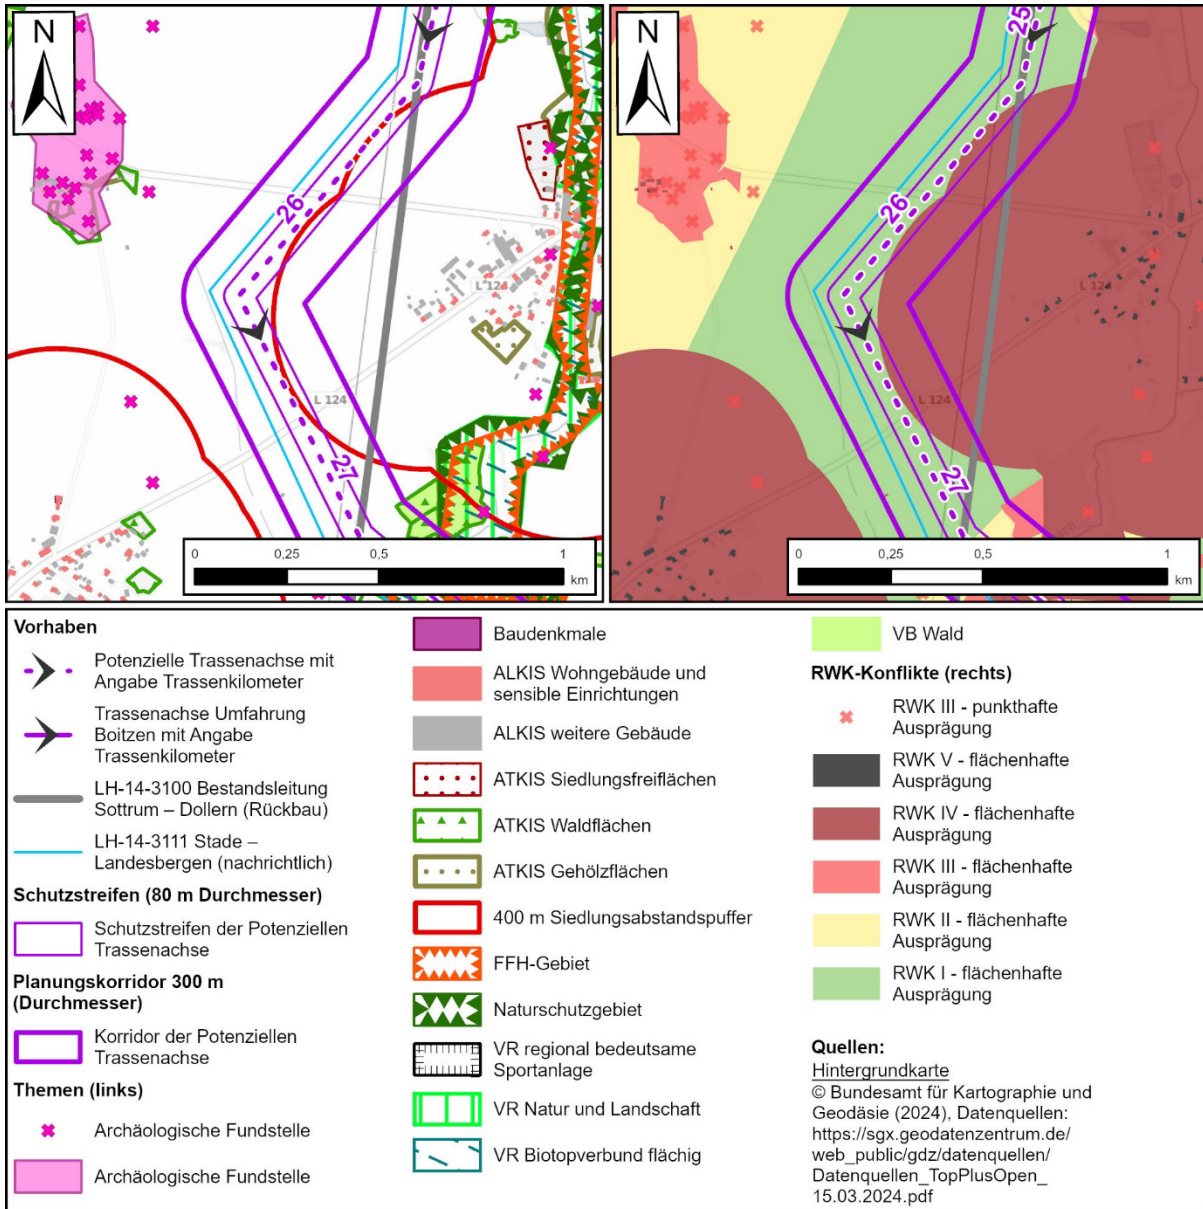 N
26
L 124
L 124
27
0
0,25
0,5
1
km
N
25
26
L 124
27
0
0,25
0,5
1
km
Vorhaben
Potenzielle Trassenachse mit
Angabe Trassenkilometer
Trassenachse Umfahrung
Boitzen mit Angabe
Trassenkilometer
LH-14-3100 Bestandsleitung
Sottrum – Dollern (Rückbau)
LH-14-3111 Stade –
Landesbergen (nachrichtlich)
Schutzstreifen (80 m Durchmesser)
Schutzstreifen der Potenziellen
Trassenachse
Planungskorridor 300 m
(Durchmesser)
Korridor der Potenziellen
Trassenachse
Themen (links)
Archäologische Fundstelle
Archäologische Fundstelle
Baudenkmale
ALKIS Wohngebäude und
sensible Einrichtungen
ALKIS weitere Gebäude
ATKIS Siedlungsfreiflächen
ATKIS Waldflächen
ATKIS Gehölzflächen
400 m Siedlungsabstandspuffer
FFH-Gebiet
Naturschutzgebiet
VR regional bedeutsame
Sportanlage
VR Natur und Landschaft
VR Biotopverbund flächig
VB Wald
RWK-Konflikte (rechts)
RWK III - punkthafte
Ausprägung
RWK V - flächenhafte
Ausprägung
RWK IV - flächenhafte
Ausprägung
RWK III - flächenhafte
Ausprägung
RWK II - flächenhafte
Ausprägung
RWK I - flächenhafte
Ausprägung
Quellen:
Hintergrundkarte
© Bundesamt für Kartographie und
Geodäsie (2024), Datenquellen:
https://sgx.geodatenzentrum.de/
web_public/gdz/datenquellen/
Datenquellen_TopPlusOpen_
15.03.2024.pdf